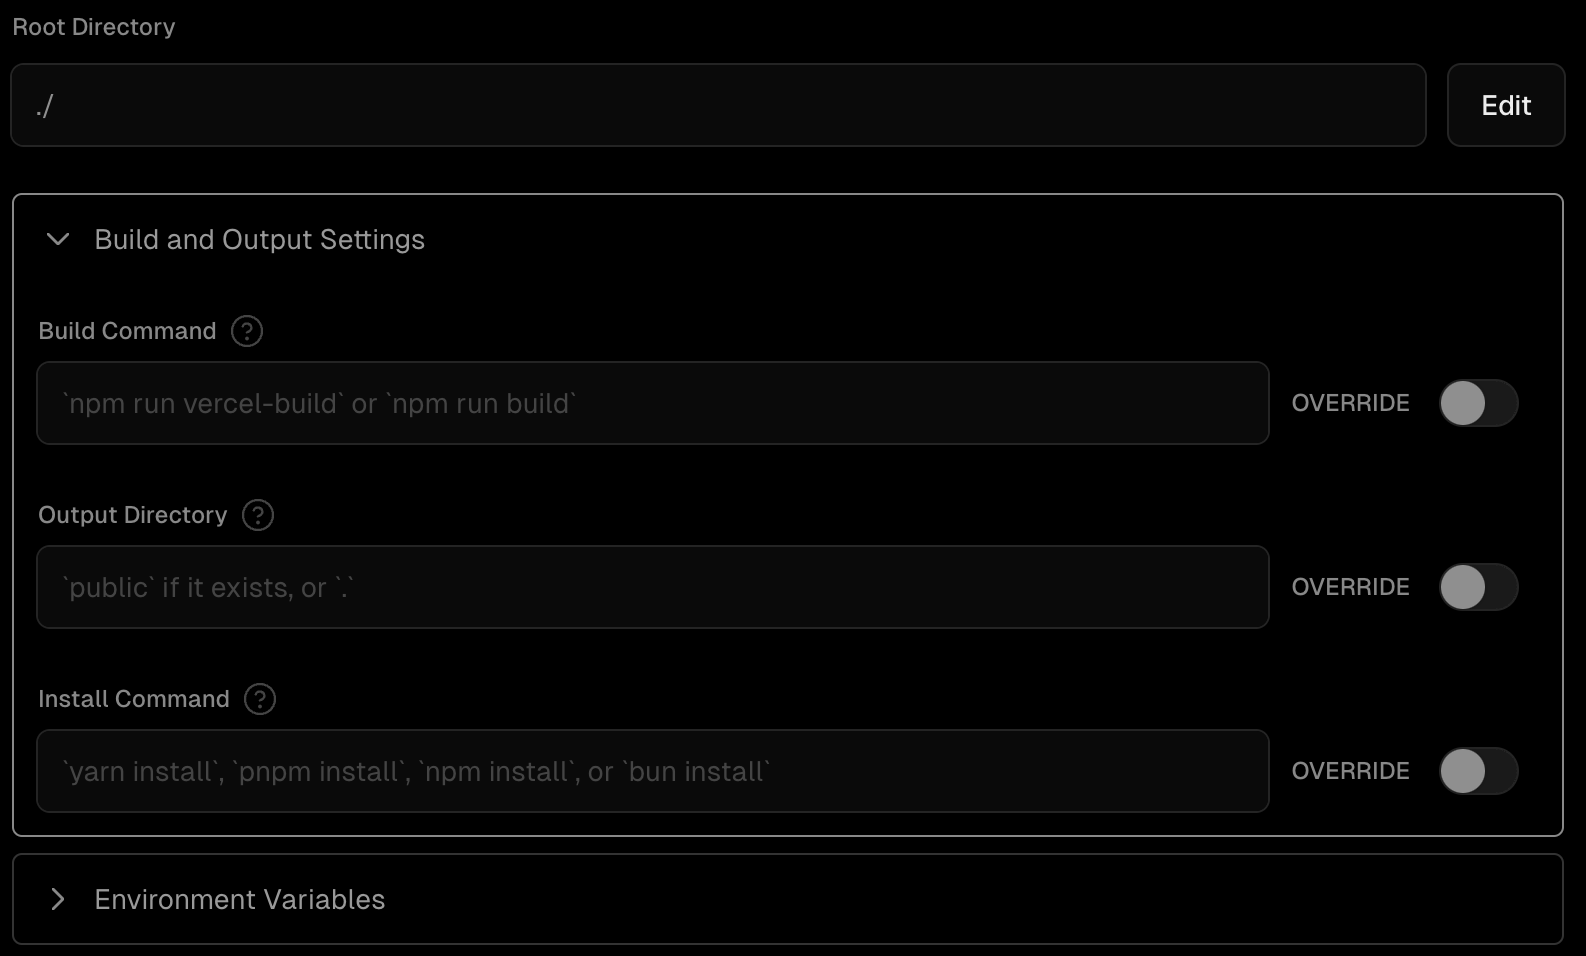 Root Directory
./
Edit
Build and Output Settings
Build Command ?
`npm run vercel-build` or `npm run build`
OVERRIDE
Output Directory ?
`public` if it exists, or `.`
OVERRIDE
Install Command ?
`yarn install`, `pnpm install`, `npm install`, or `bun install`
OVERRIDE
Environment Variables